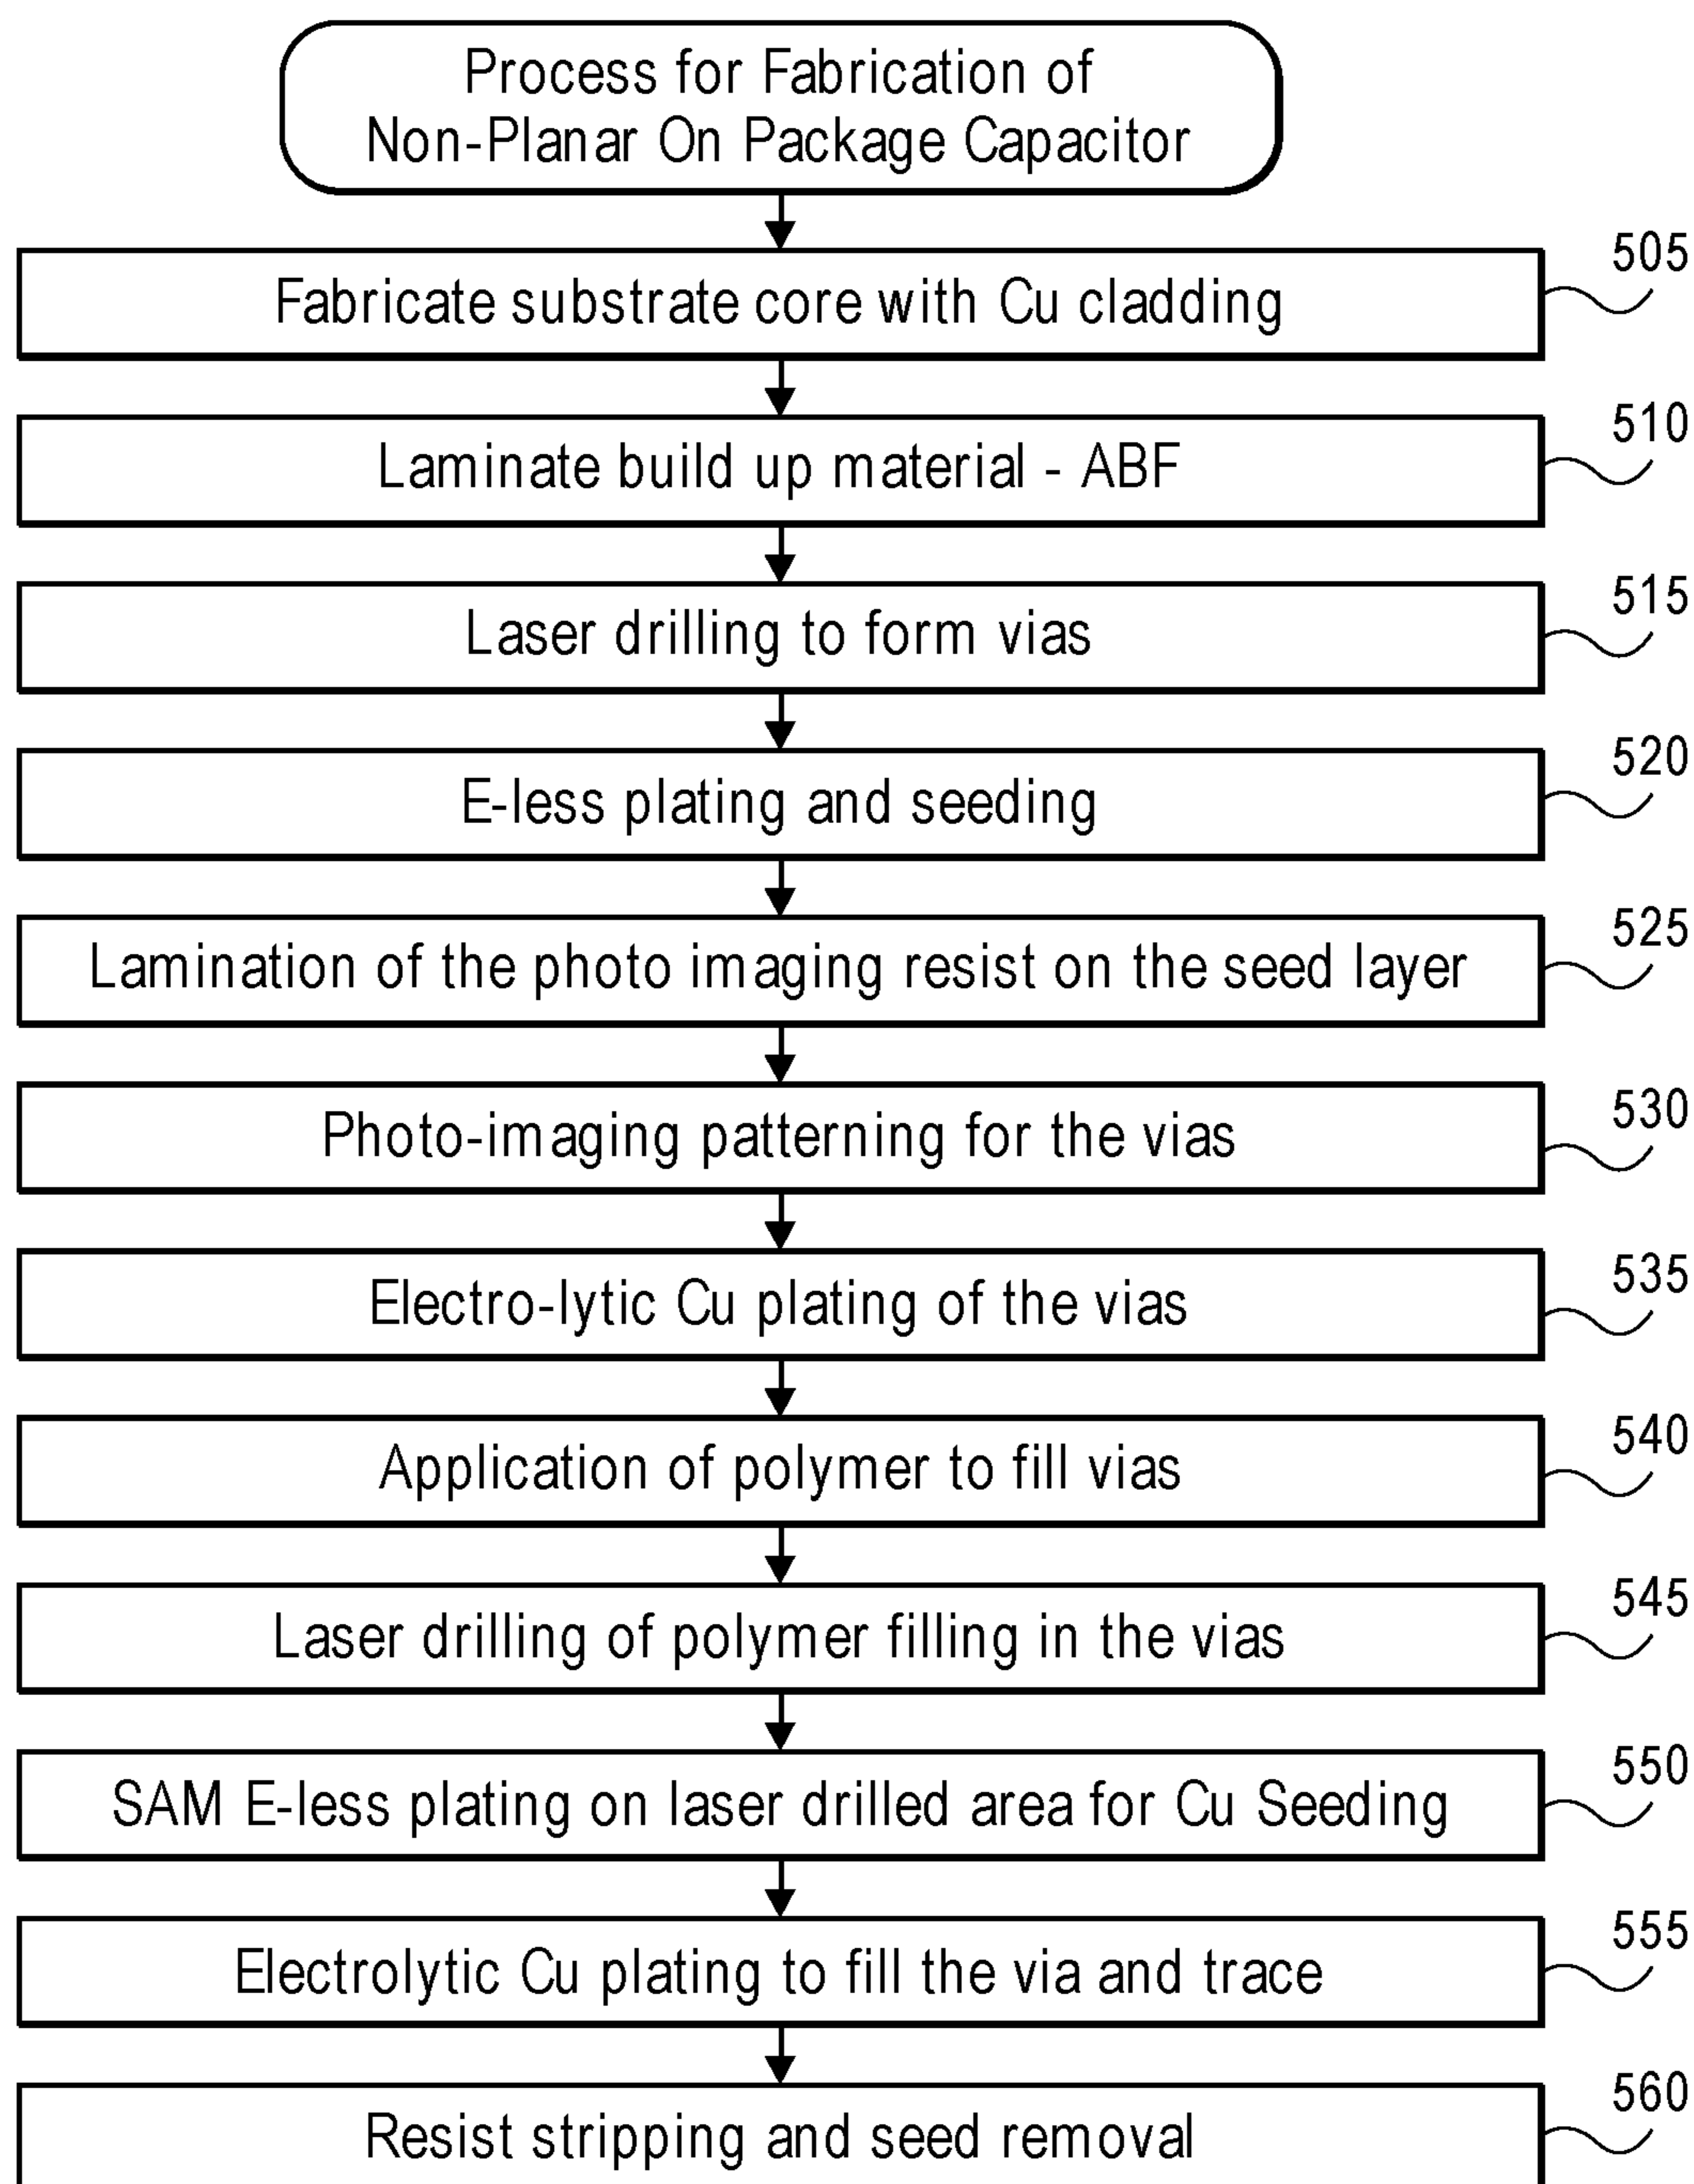 Process for Fabrication of
Non-Planar On Package Capacitor
505
Fabricate substrate core with Cu cladding
510
Laminate build up material - ABF
515
Laser drilling to form vias
520
E-less plating and seeding
525
Lamination of the photo imaging resist on the seed layer
530
Photo-imaging patterning for the vias
535
Electro-lytic Cu plating of the vias
540
Application of polymer to fill vias
545
Laser drilling of polymer filling in the vias
550
SAM E-less plating on laser drilled area for Cu Seeding
555
Electrolytic Cu plating to fill the via and trace
560
Resist stripping and seed removal